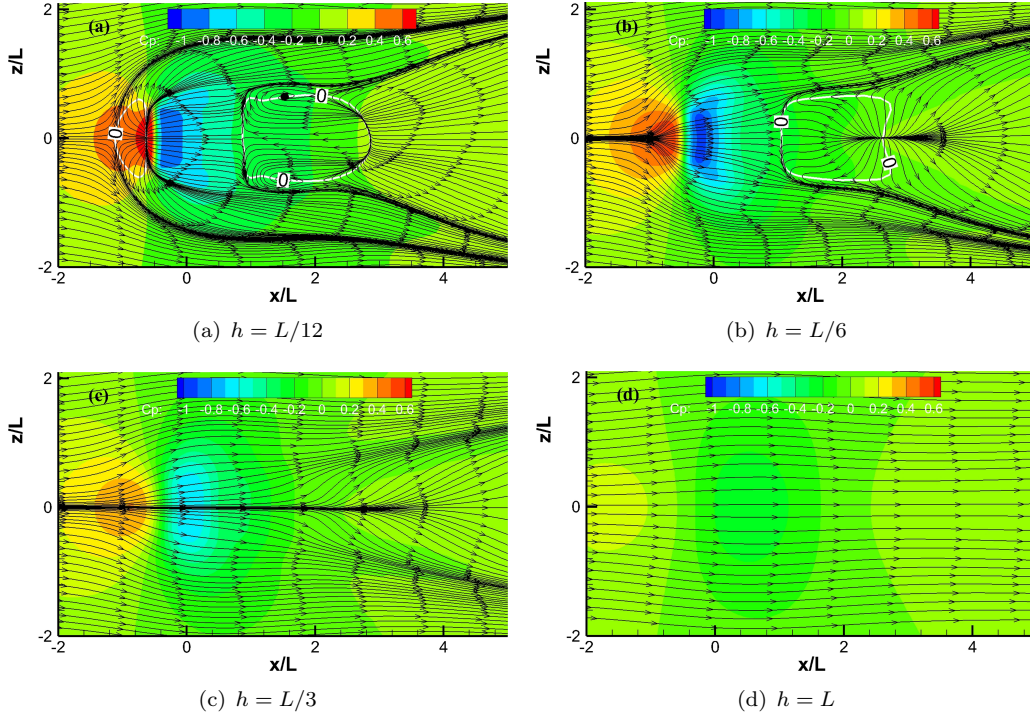 (a)
Cp: -1 -0.8 -0.6 -0.4 -0.2 0 0.2 0.4 0.6
2
z/L
0
-2
0 0 0 0
-2 0 2 4
x/L
(a) h = L/12
(b)
Cp: -1 -0.8 -0.6 -0.4 -0.2 0 0.2 0.4 0.6
2
z/L
0
-2
0 0
-2 0 2 4
x/L
(b) h = L/6
(c)
Cp: -1 -0.8 -0.6 -0.4 -0.2 0 0.2 0.4 0.6
2
z/L
0
-2
-2 0 2 4
x/L
(c) h = L/3
(d)
Cp: -1 -0.8 -0.6 -0.4 -0.2 0 0.2 0.4 0.6
2
z/L
0
-2
-2 0 2 4
x/L
(d) h = L